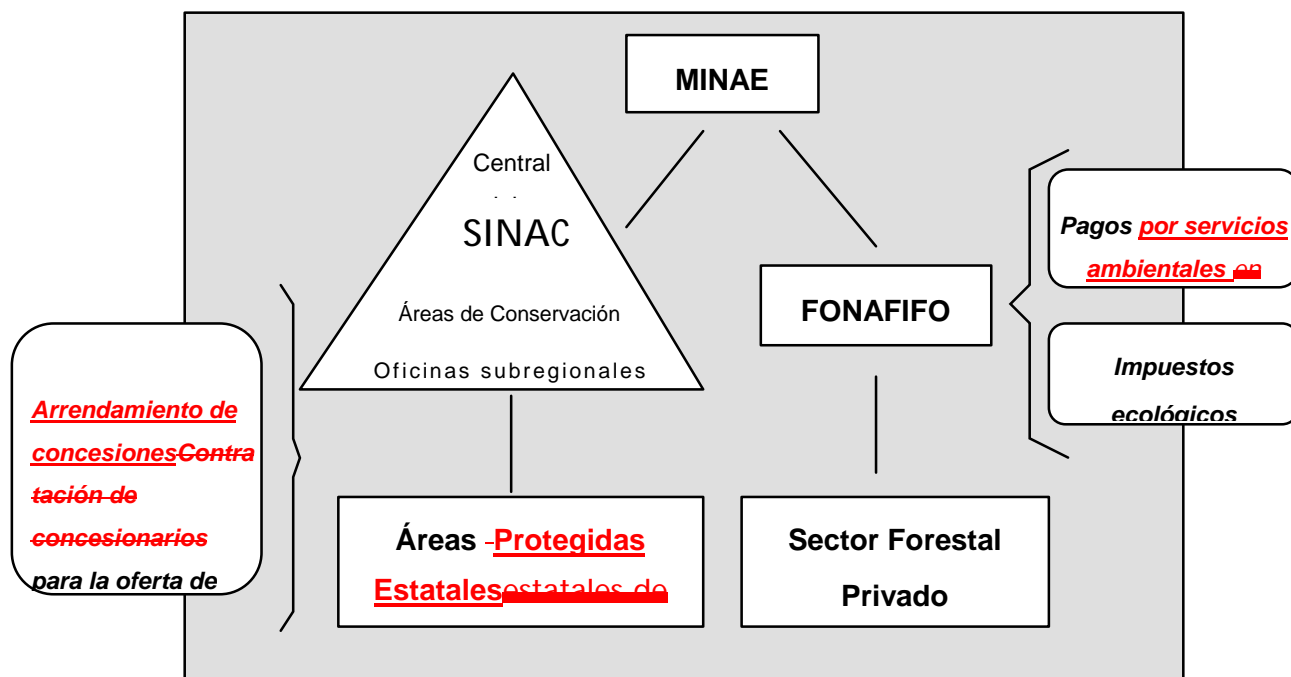 MINAE
Central
SINAC
Áreas de Conservación
Oficinas subregionales
FONAFIFO
Pagos por servicios
ambientales en
Impuestos
ecológicos
Arrendamiento de
concesionesContra
tación de
concesionarios
para la oferta de
Áreas -Protegidas
Estatalesestatales de
Sector Forestal
Privado